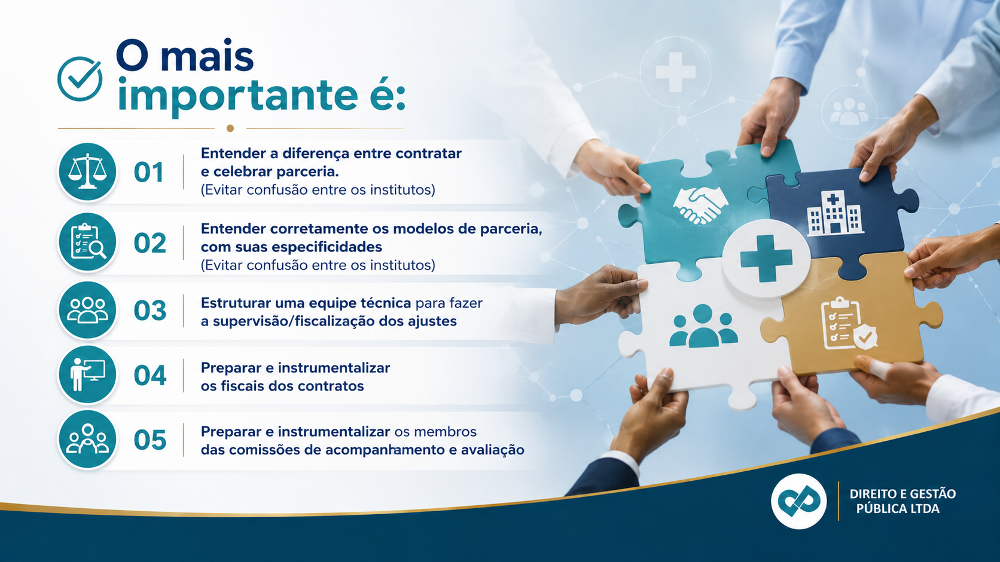 O mais
importante é:
01
Entender a diferença entre contratar
e celebrar parceria.
(Evitar confusão entre os institutos)
02
Entender corretamente os modelos de parceria,
com suas especificidades
(Evitar confusão entre os institutos)
03
Estruturar uma equipe técnica para fazer
a supervisão/fiscalização dos ajustes
04
Preparar e instrumentalizar
os fiscais dos contratos
05
Preparar e instrumentalizar os membros
das comissões de acompanhamento e avaliação
DIREITO E GESTÃO
PÚBLICA LTDA